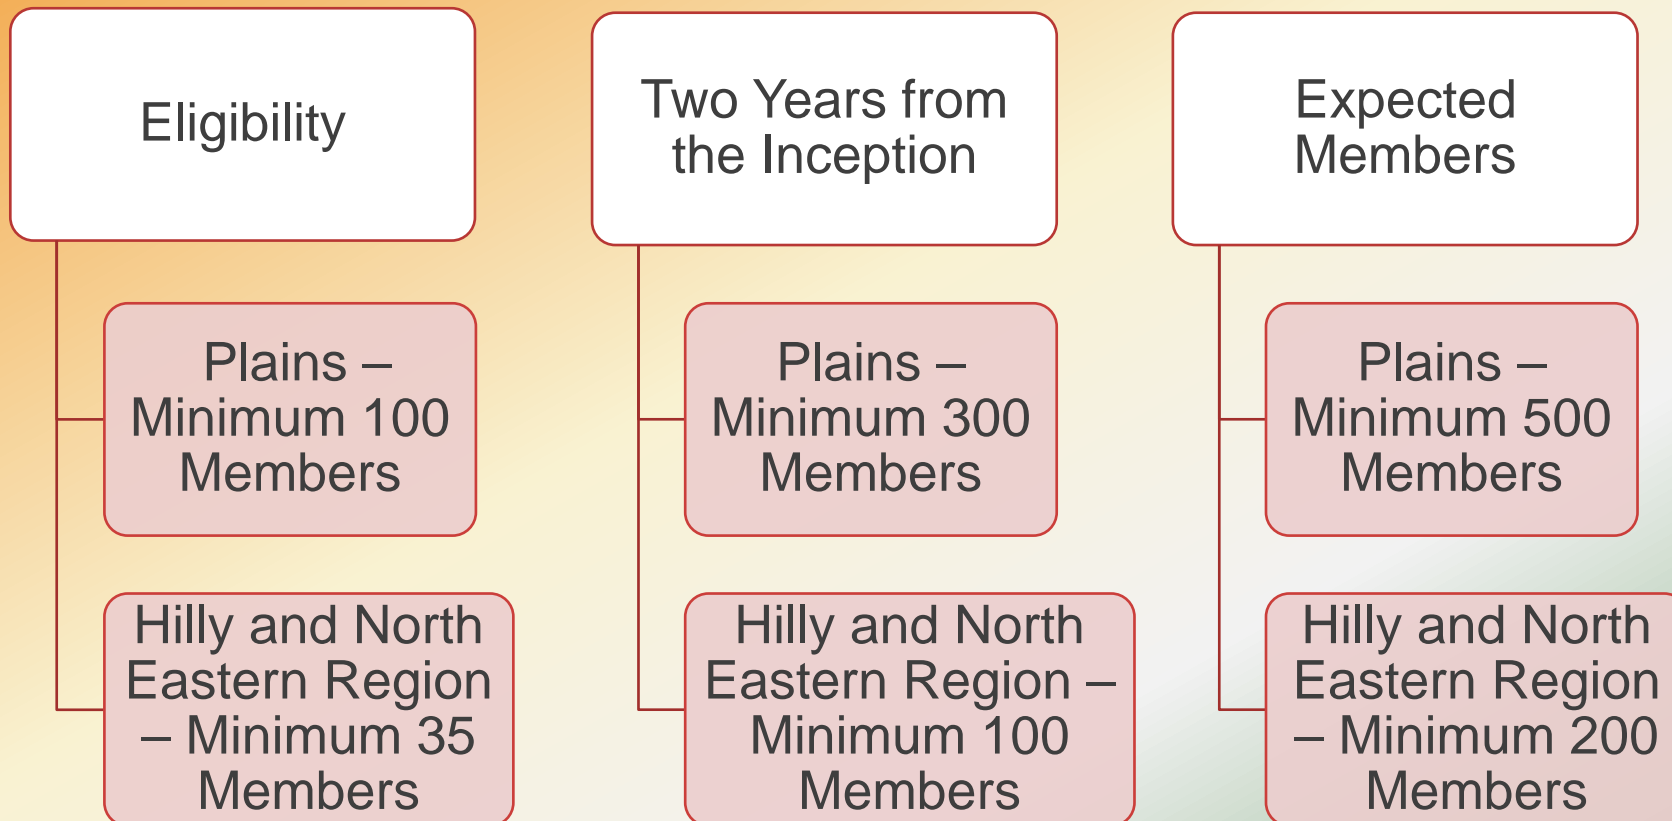 Eligibility
Plains –
Minimum 100
Members
Hilly and North
Eastern Region
– Minimum 35
Members
Two Years from
the Inception
Plains –
Minimum 300
Members
Hilly and North
Eastern Region –
Minimum 100
Members
Expected
Members
Plains –
Minimum 500
Members
Hilly and North
Eastern Region
– Minimum 200
Members